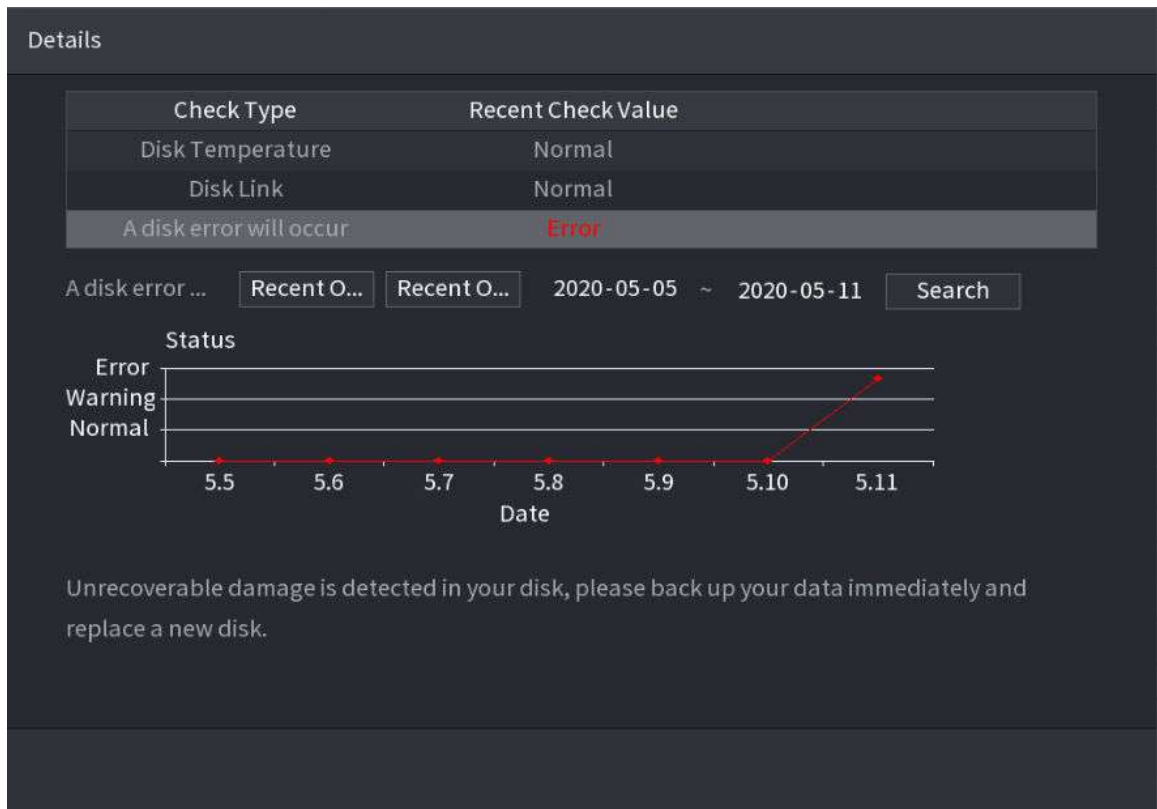 Details
Check Type Recent Check Value
Disk Temperature Normal
Disk Link Normal
A disk error will occur Error
A disk error ... Recent O... Recent O... 2020-05-05 ~ 2020-05-11 Search
Status
Error
Warning
Normal
5.5 5.6 5.7 5.8 5.9 5.10 5.11
Date
Unrecoverable damage is detected in your disk, please back up your data immediately and
replace a new disk.